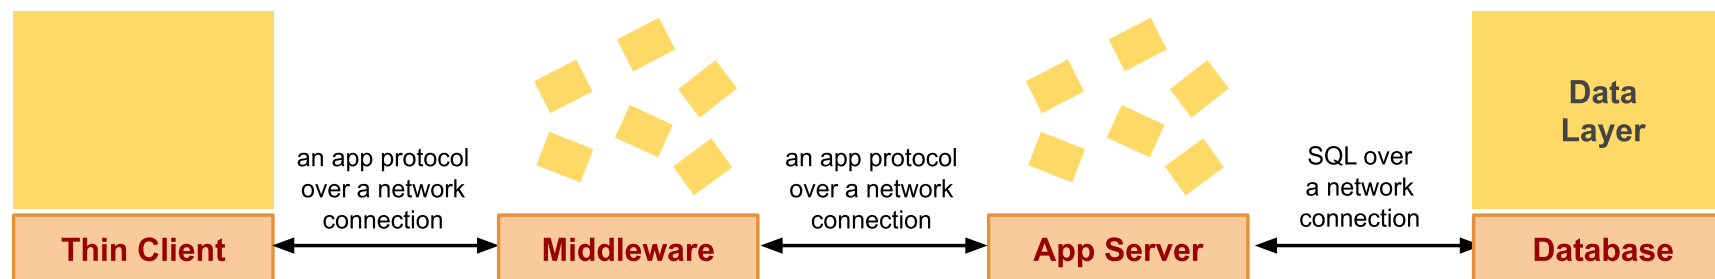 Data
Layer
an app protocol
over a network
connection
an app protocol
over a network
connection
SQL over
a network
connection
Thin Client
Middleware
App Server
Database